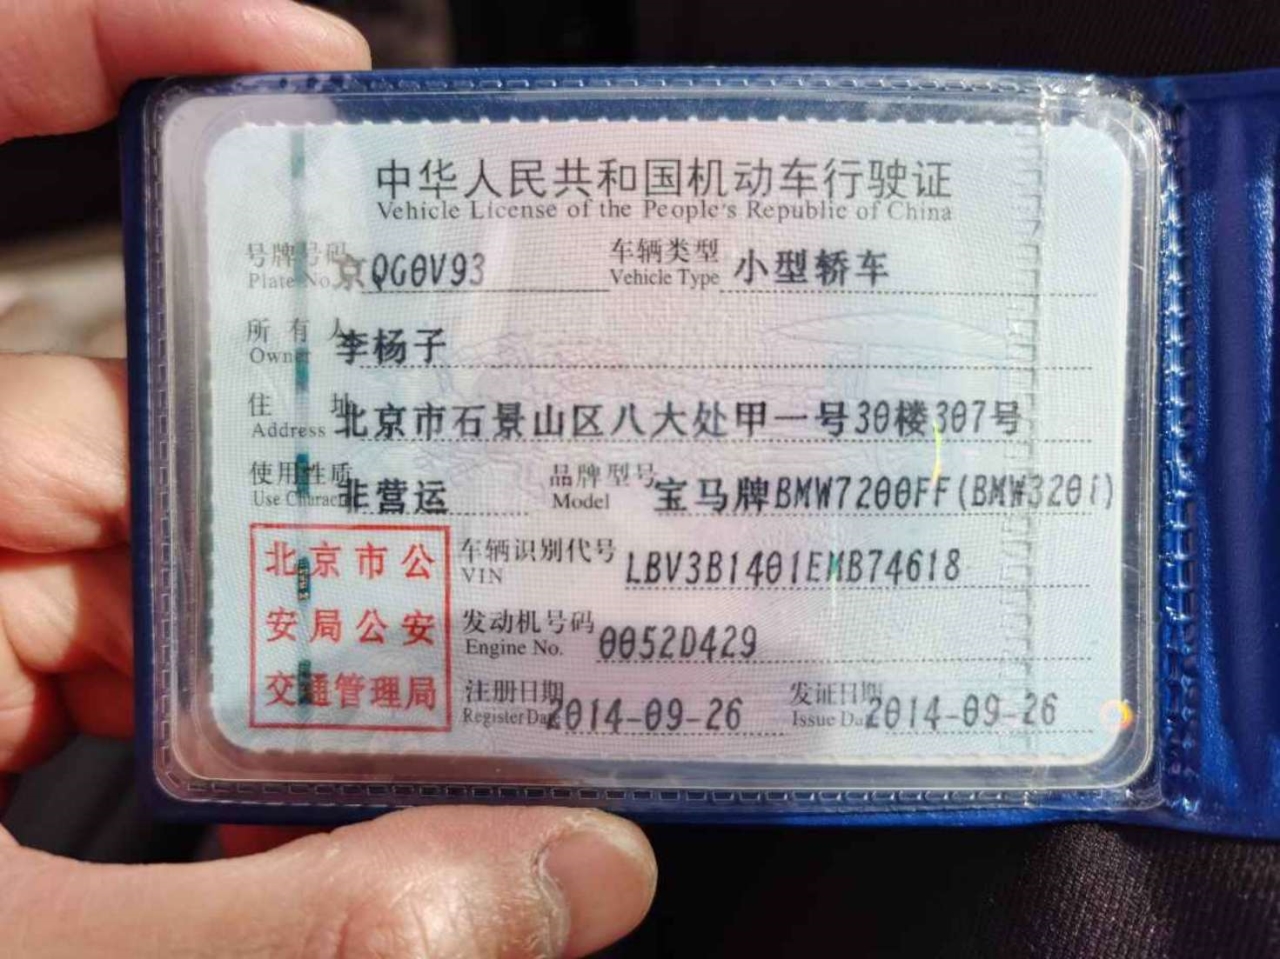 中华人民共和国机动车行驶证
Vehicle License of the People's Republic of China
号牌号码 京QG0V93 车辆类型 小型轿车
Plate No. Vehicle Type
所有人 李杨子
Owner
住址 北京市石景山区八大处甲一号30楼307号
Address
使用性质 非营运 品牌型号 宝马牌BMW7200FF(BMW320i)
Use Charac Model
北京市公
安局公安
交通管理局
车辆识别代号 LBV3B1401EMB74618
VIN
发动机号码 0052D429
Engine No.
注册日期 2014-09-26 发证日期 2014-09-26
Register Da Issue Da